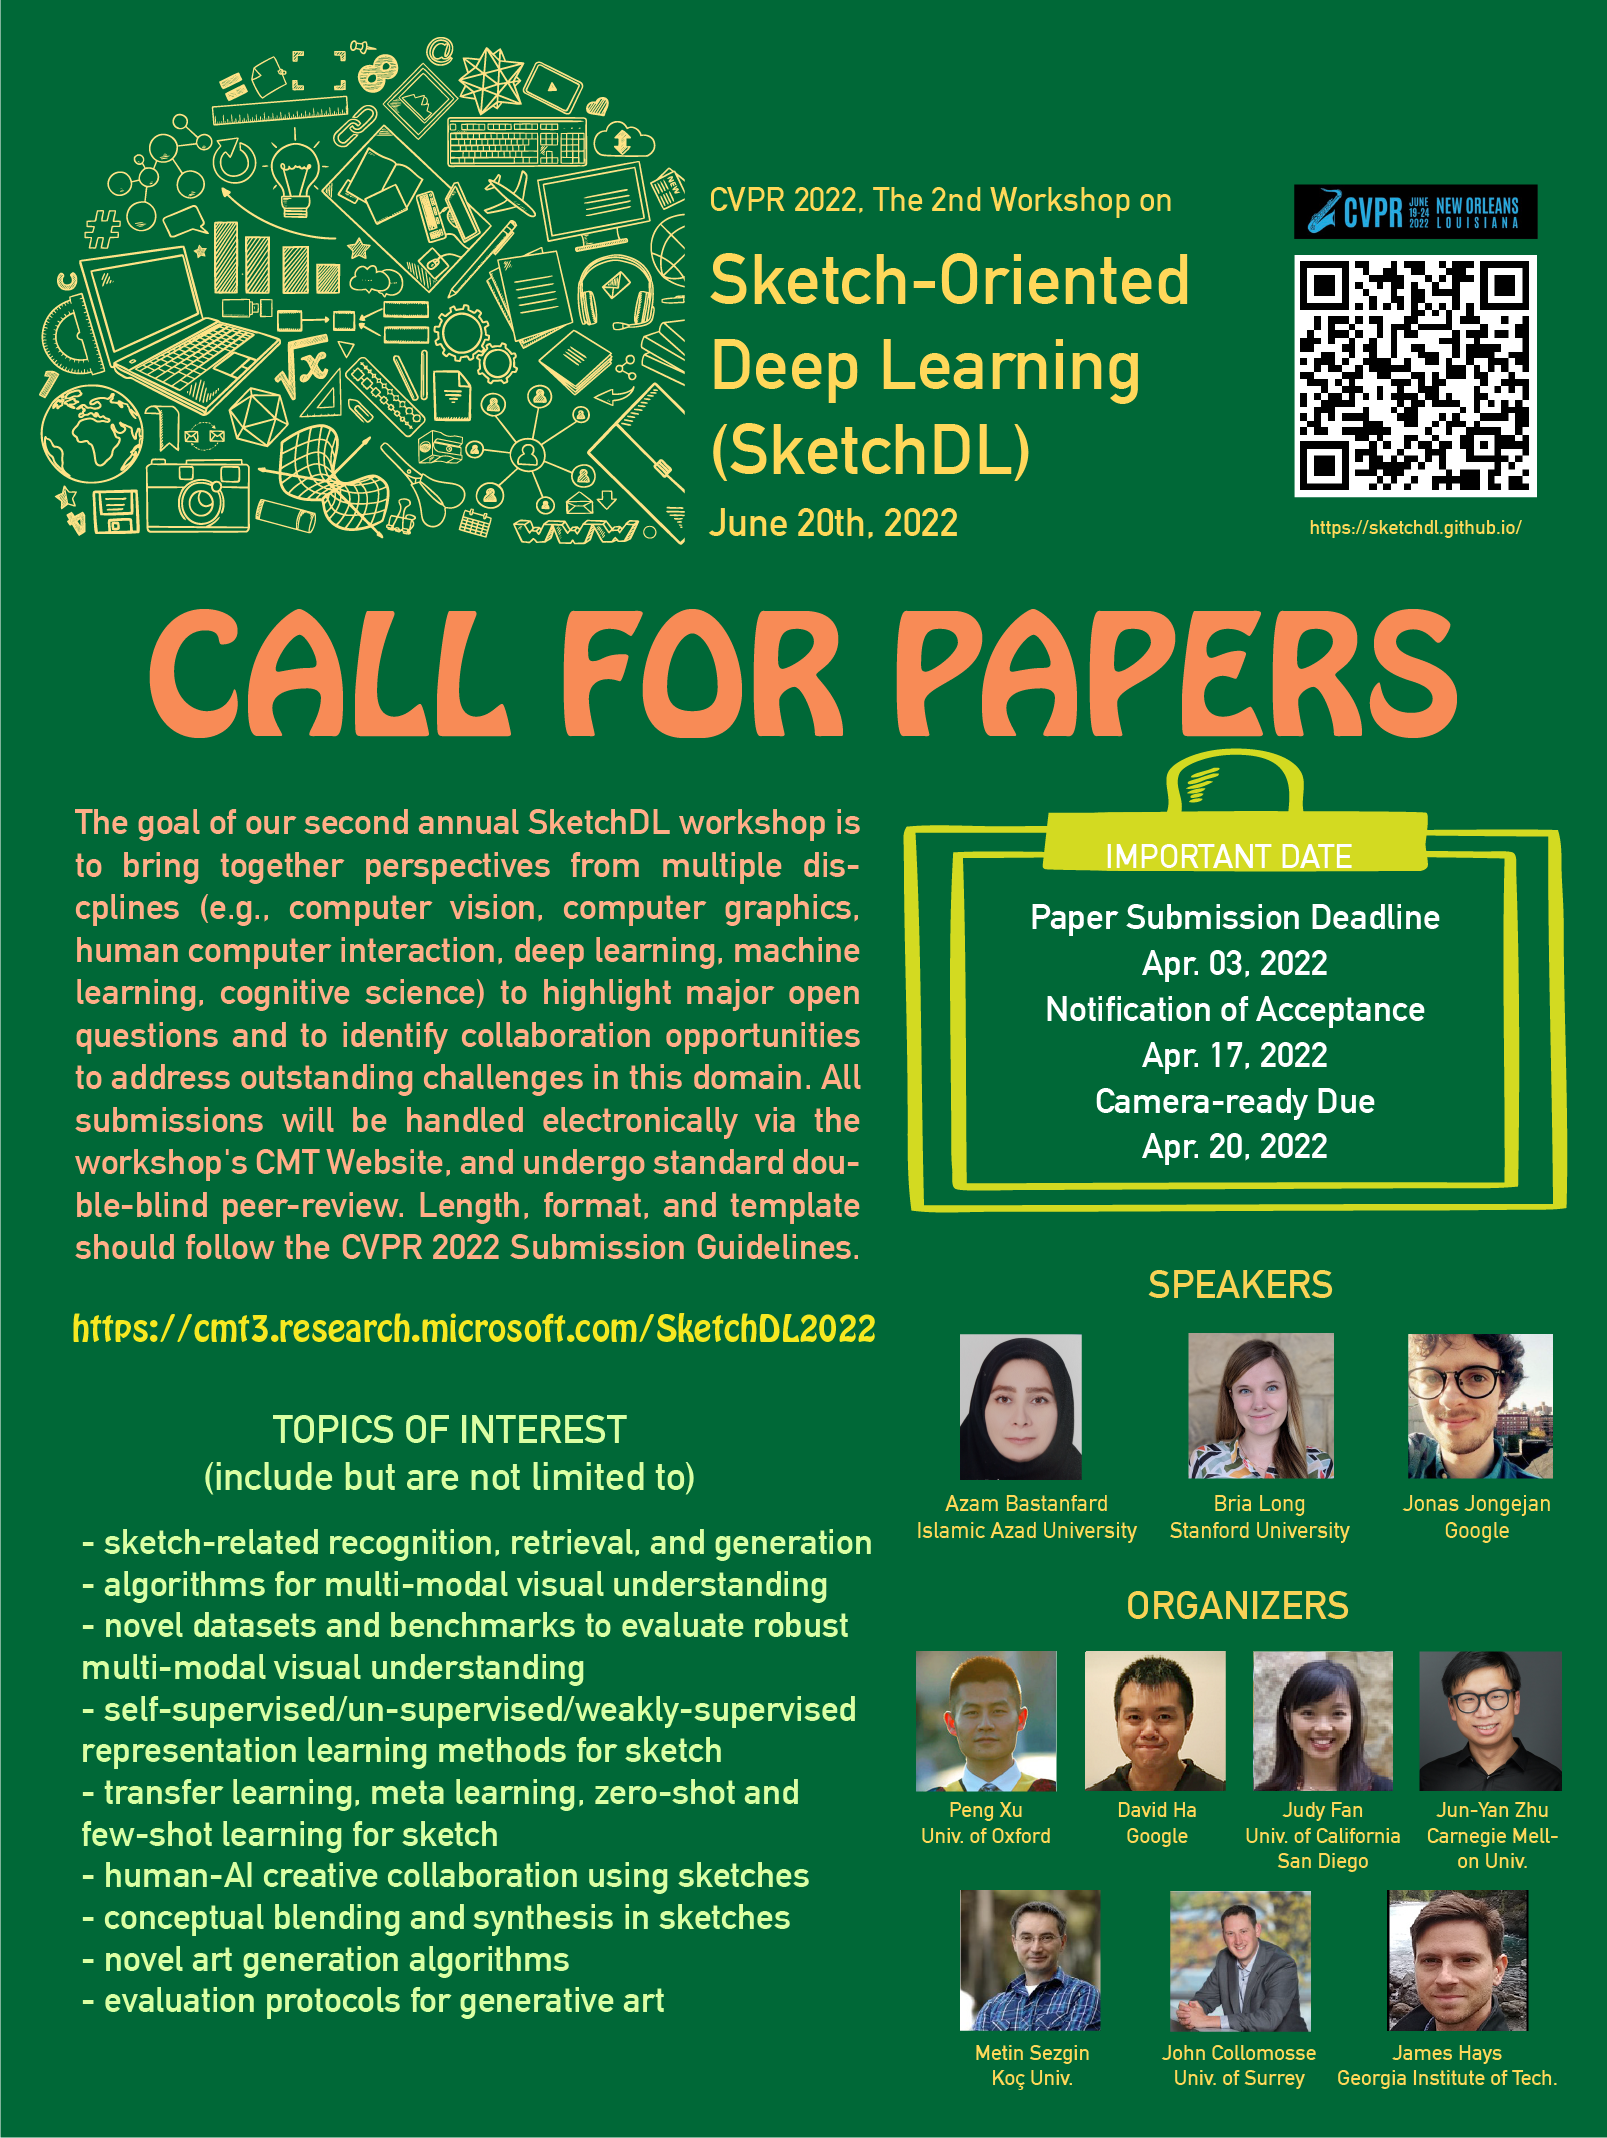 CVPR 2022, The 2nd Workshop on
Sketch-Oriented
Deep Learning
(SketchDL)
June 20th, 2022
CVPR JUNE 19-24 2022 NEW ORLEANS LOUISIANA
https://sketchdl.github.io/
CALL FOR PAPERS
The goal of our second annual SketchDL workshop is
to bring together perspectives from multiple dis-
cplines (e.g., computer vision, computer graphics,
human computer interaction, deep learning, machine
learning, cognitive science) to highlight major open
questions and to identify collaboration opportunities
to address outstanding challenges in this domain. All
submissions will be handled electronically via the
workshop's CMT Website, and undergo standard dou-
ble-blind peer-review. Length, format, and template
should follow the CVPR 2022 Submission Guidelines.
https://cmt3.research.microsoft.com/SketchDL2022
TOPICS OF INTEREST
(include but are not limited to)
- sketch-related recognition, retrieval, and generation
- algorithms for multi-modal visual understanding
- novel datasets and benchmarks to evaluate robust
multi-modal visual understanding
- self-supervised/un-supervised/weakly-supervised
representation learning methods for sketch
- transfer learning, meta learning, zero-shot and
few-shot learning for sketch
- human-AI creative collaboration using sketches
- conceptual blending and synthesis in sketches
- novel art generation algorithms
- evaluation protocols for generative art
IMPORTANT DATE
Paper Submission Deadline
Apr. 03, 2022
Notification of Acceptance
Apr. 17, 2022
Camera-ready Due
Apr. 20, 2022
SPEAKERS
Azam Bastanfard
Islamic Azad University
Bria Long
Stanford University
Jonas Jongejan
Google
ORGANIZERS
Peng Xu
Univ. of Oxford
David Ha
Google
Judy Fan
Univ. of California
San Diego
Jun-Yan Zhu
Carnegie Mell-
on Univ.
Metin Sezgin
Koç Univ.
John Collomosse
Univ. of Surrey
James Hays
Georgia Institute of Tech.